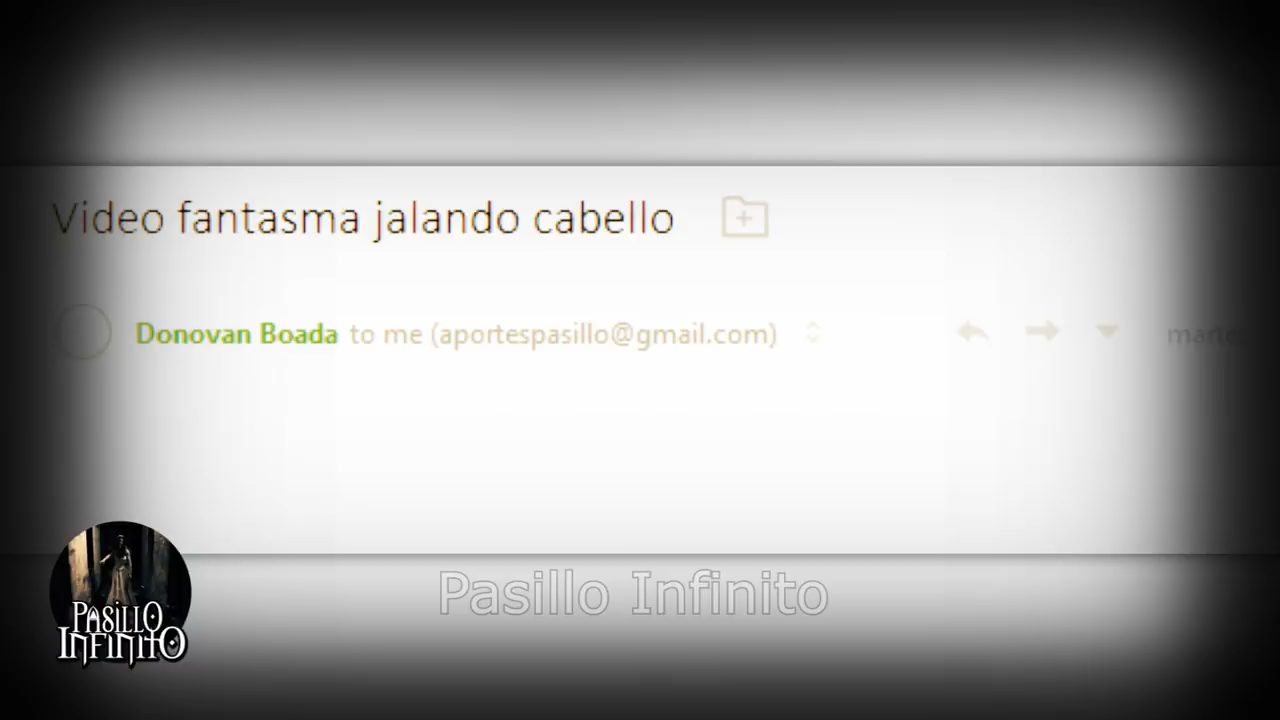 Video fantasma jalando cabello
Donovan Boada to me (aportespasillo@gmail.com)
Pasillo Infinito
PASILLO
INFINITO